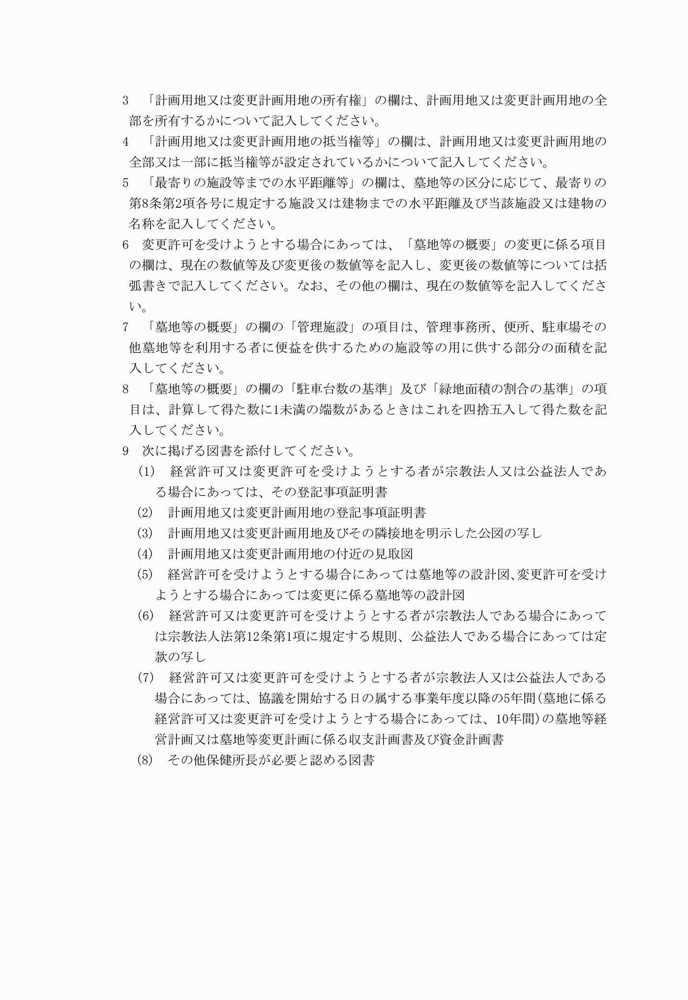 3　「計画用地又は変更計画用地の所有権」の欄は、計画用地又は変更計画用地の全
部を所有するかについて記入してください。
4　「計画用地又は変更計画用地の抵当権等」の欄は、計画用地又は変更計画用地の
全部又は一部に抵当権等が設定されているかについて記入してください。
5　「最寄りの施設等までの水平距離等」の欄は、墓地等の区分に応じて、最寄りの
第8条第2項各号に規定する施設又は建物までの水平距離及び当該施設又は建物の
名称を記入してください。
6　変更許可を受けようとする場合にあっては、「墓地等の概要」の変更に係る項目
の欄は、現在の数値等及び変更後の数値等を記入し、変更後の数値等については括
弧書きで記入してください。なお、その他の欄は、現在の数値等を記入してくださ
い。
7　「墓地等の概要」の欄の「管理施設」の項目は、管理事務所、便所、駐車場その
他墓地等を利用する者に便益を供するための施設等の用に供する部分の面積を記
入してください。
8　「墓地等の概要」の欄の「駐車台数の基準」及び「緑地面積の割合の基準」の項
目は、計算して得た数に1未満の端数があるときはこれを四捨五入して得た数を記
入してください。
9　次に掲げる図書を添付してください。
(1)　経営許可又は変更許可を受けようとする者が宗教法人又は公益法人であ
る場合にあっては、その登記事項証明書
(2)　計画用地又は変更計画用地の登記事項証明書
(3)　計画用地又は変更計画用地及びその隣接地を明示した公図の写し
(4)　計画用地又は変更計画用地の付近の見取図
(5)　経営許可を受けようとする場合にあっては墓地等の設計図、変更許可を受け
ようとする場合にあっては変更に係る墓地等の設計図
(6)　経営許可又は変更許可を受けようとする者が宗教法人である場合にあって
は宗教法人法第12条第1項に規定する規則、公益法人である場合にあっては定
款の写し
(7)　経営許可又は変更許可を受けようとする者が宗教法人又は公益法人である
場合にあっては、協議を開始する日の属する事業年度以降の5年間(墓地に係る
経営許可又は変更許可を受けようとする場合にあっては、10年間)の墓地等経
営計画又は墓地等変更計画に係る収支計画書及び資金計画書
(8)　その他保健所長が必要と認める図書